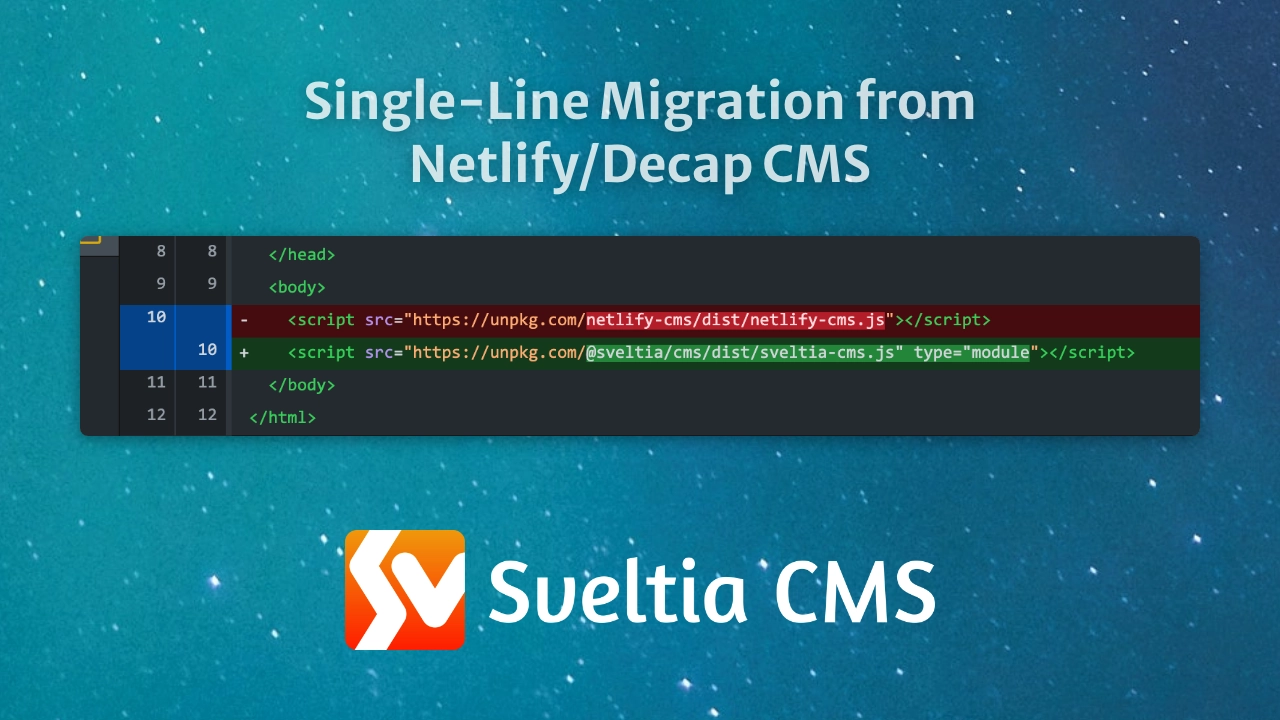 Single-Line Migration from
Netlify/Decap CMS
8 8 </head>
9 9 <body>
10 - <script src="https://unpkg.com/netlify-cms/dist/netlify-cms.js"></script>
10 + <script src="https://unpkg.com/@sveltia/cms/dist/sveltia-cms.js" type="module"></script>
11 11 </body>
12 12 </html>
Sveltia CMS